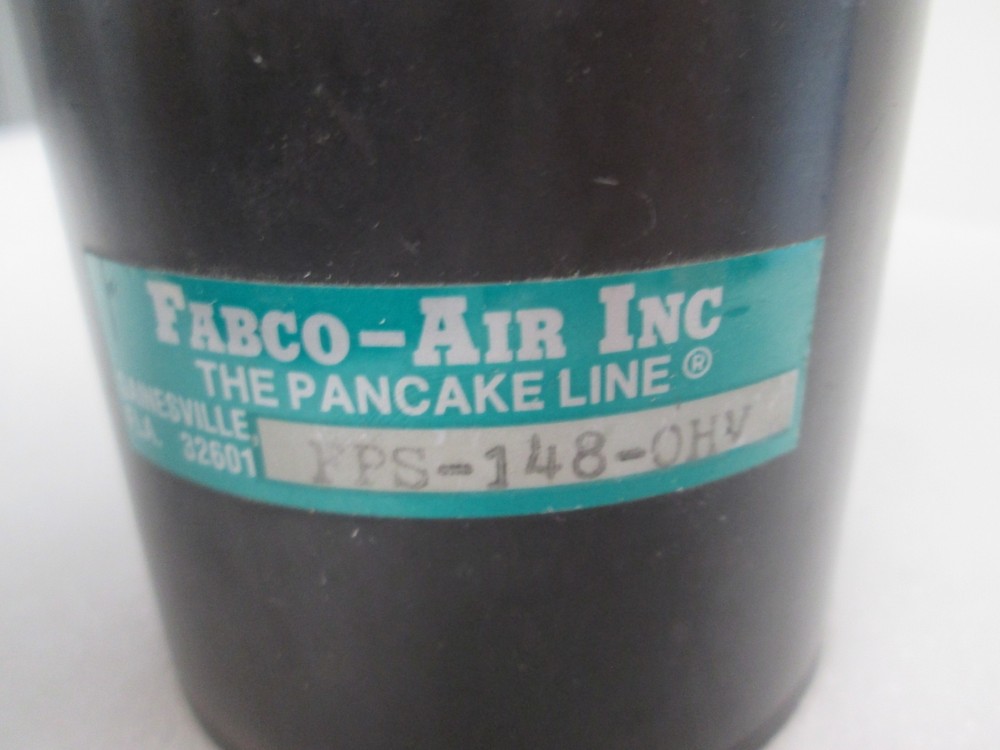 FABCO-AIR INC
THE PANCAKE LINE ®
GAINESVILLE,
FLA. 32601
FPS-148-OHV